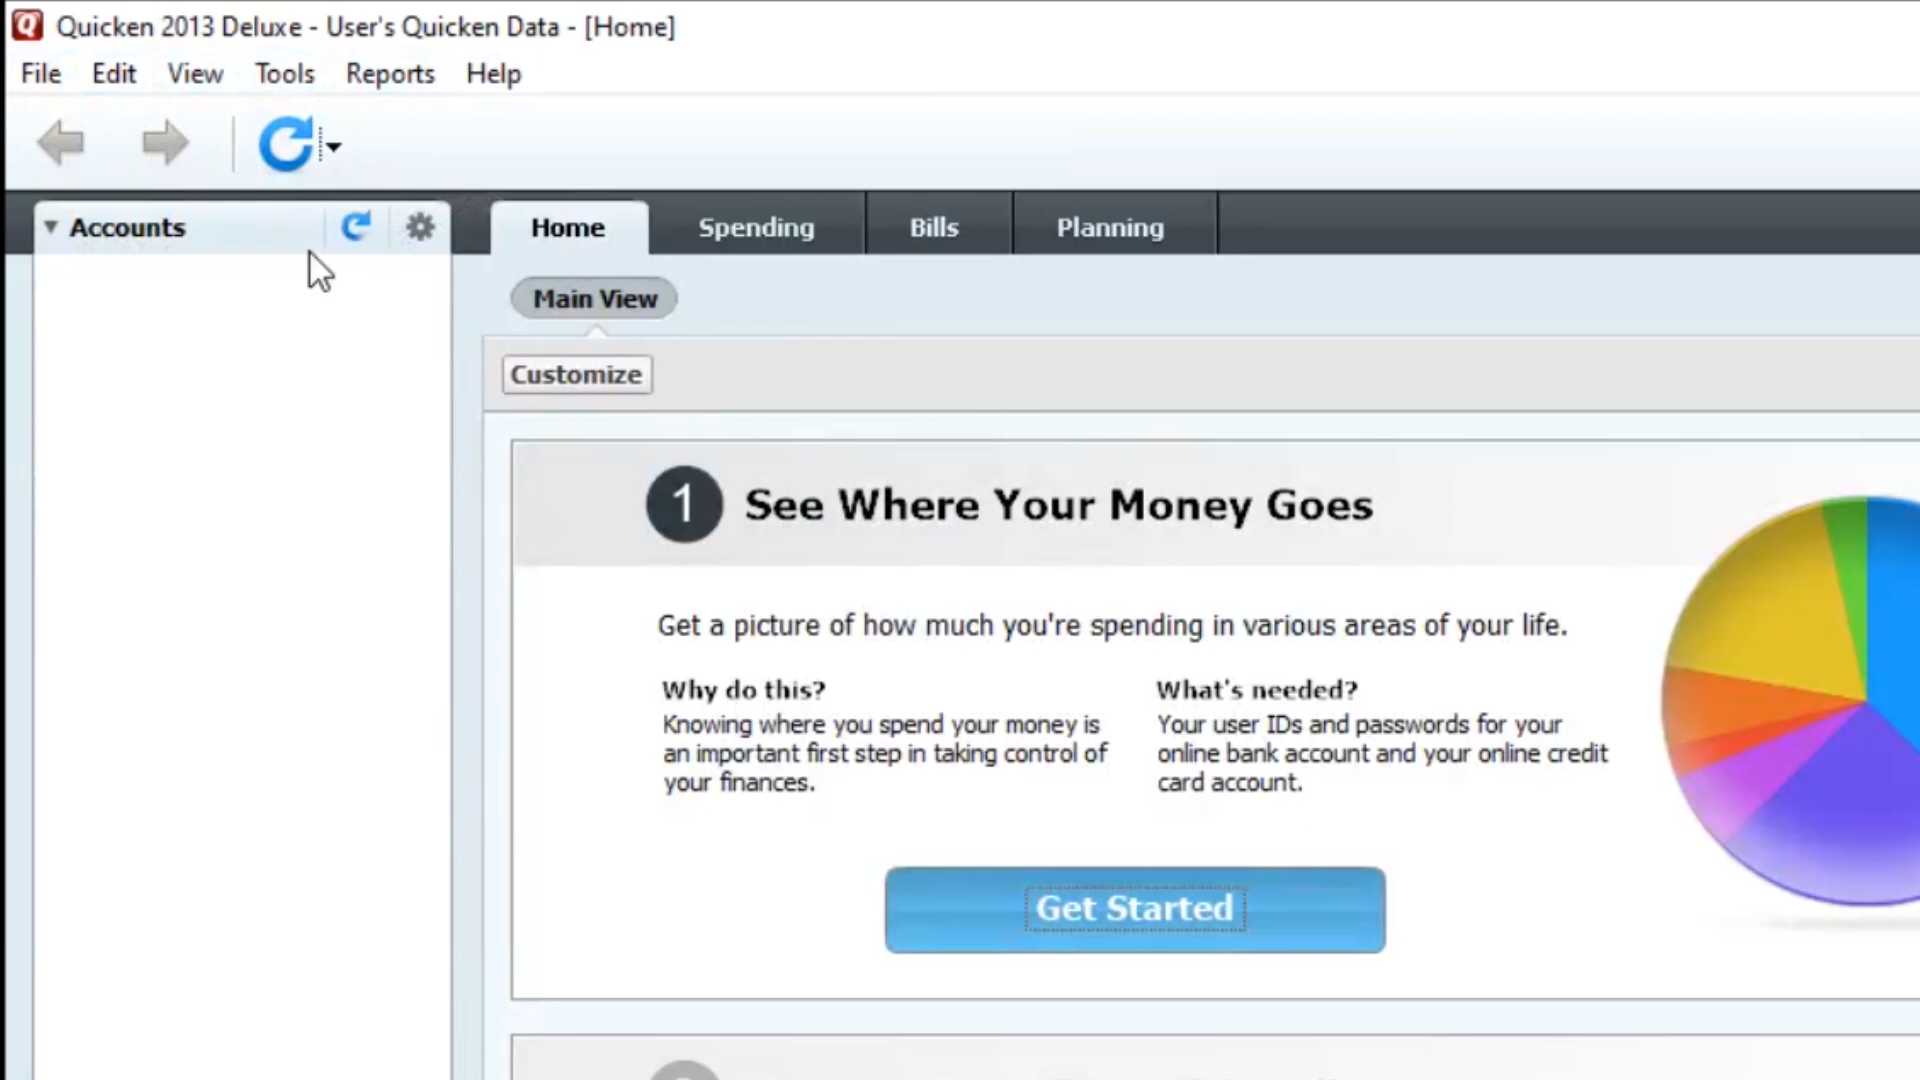 Quicken 2013 Deluxe - User's Quicken Data - [Home]
File Edit View Tools Reports Help
Accounts
Home Spending Bills Planning
Main View
Customize
1 See Where Your Money Goes
Get a picture of how much you're spending in various areas of your life.
Why do this?
Knowing where you spend your money is
an important first step in taking control of
your finances.
What's needed?
Your user IDs and passwords for your
online bank account and your online credit
card account.
Get Started